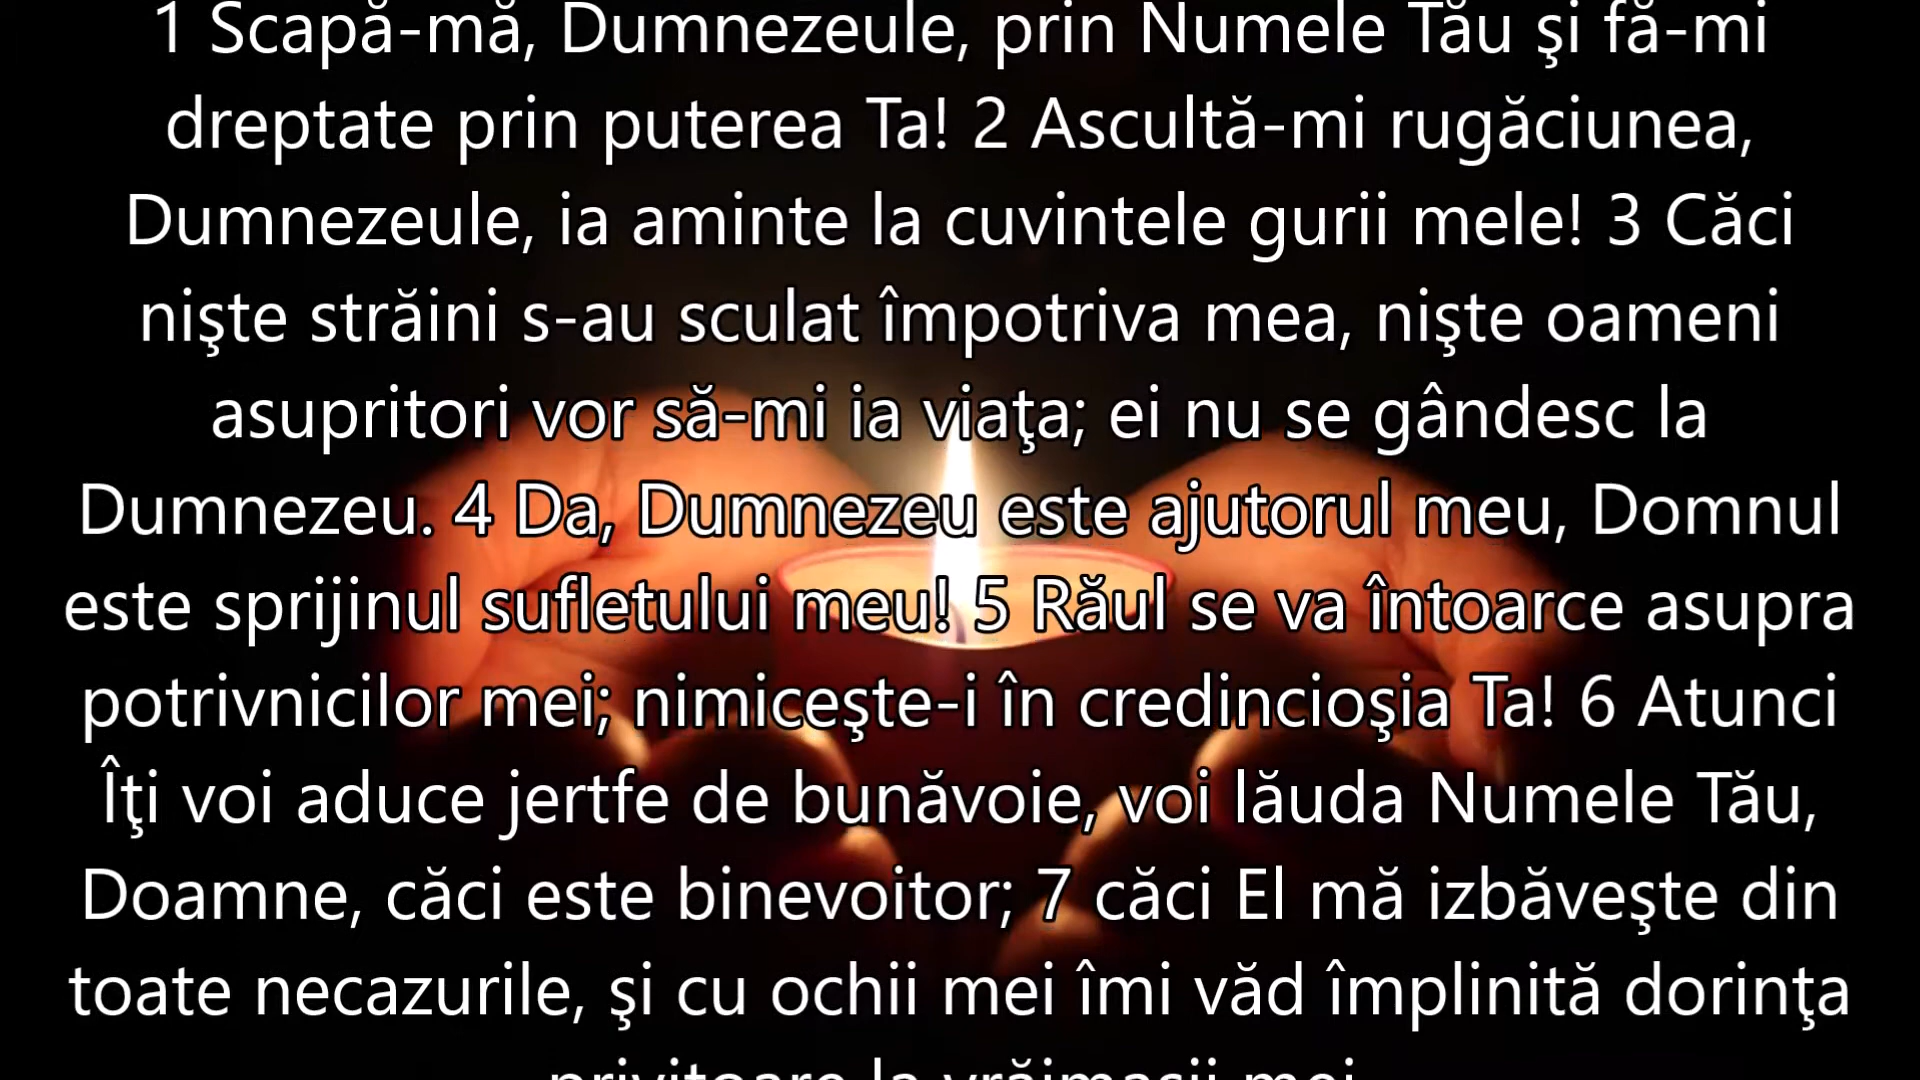 1 Scapă-mă, Dumnezeule, prin Numele Tău şi fă-mi
dreptate prin puterea Ta! 2 Ascultă-mi rugăciunea,
Dumnezeule, ia aminte la cuvintele gurii mele! 3 Căci
nişte străini s-au sculat împotriva mea, nişte oameni
asupritori vor să-mi ia viaţa; ei nu se gândesc la
Dumnezeu. 4 Da, Dumnezeu este ajutorul meu, Domnul
este sprijinul sufletului meu! 5 Răul se va întoarce asupra
potrivnicilor mei; nimiceşte-i în credincioşia Ta! 6 Atunci
Îţi voi aduce jertfe de bunăvoie, voi lăuda Numele Tău,
Doamne, căci este binevoitor; 7 căci El mă izbăveşte din
toate necazurile, şi cu ochii mei îmi văd împlinită dorinţa
privitoare la vrăjmaşii mei